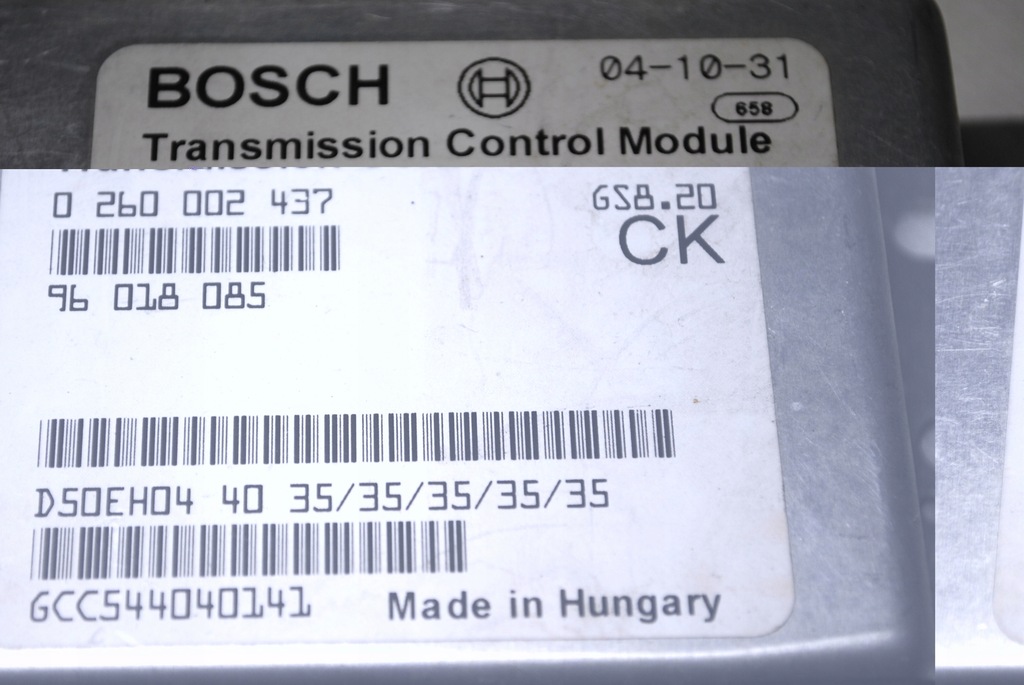 BOSCH 04-10-31
658
Transmission Control Module
0 260 002 437 GS8.20
CK
96 018 085
D50EH04 40 35/35/35/35/35
GCC544040141 Made in Hungary